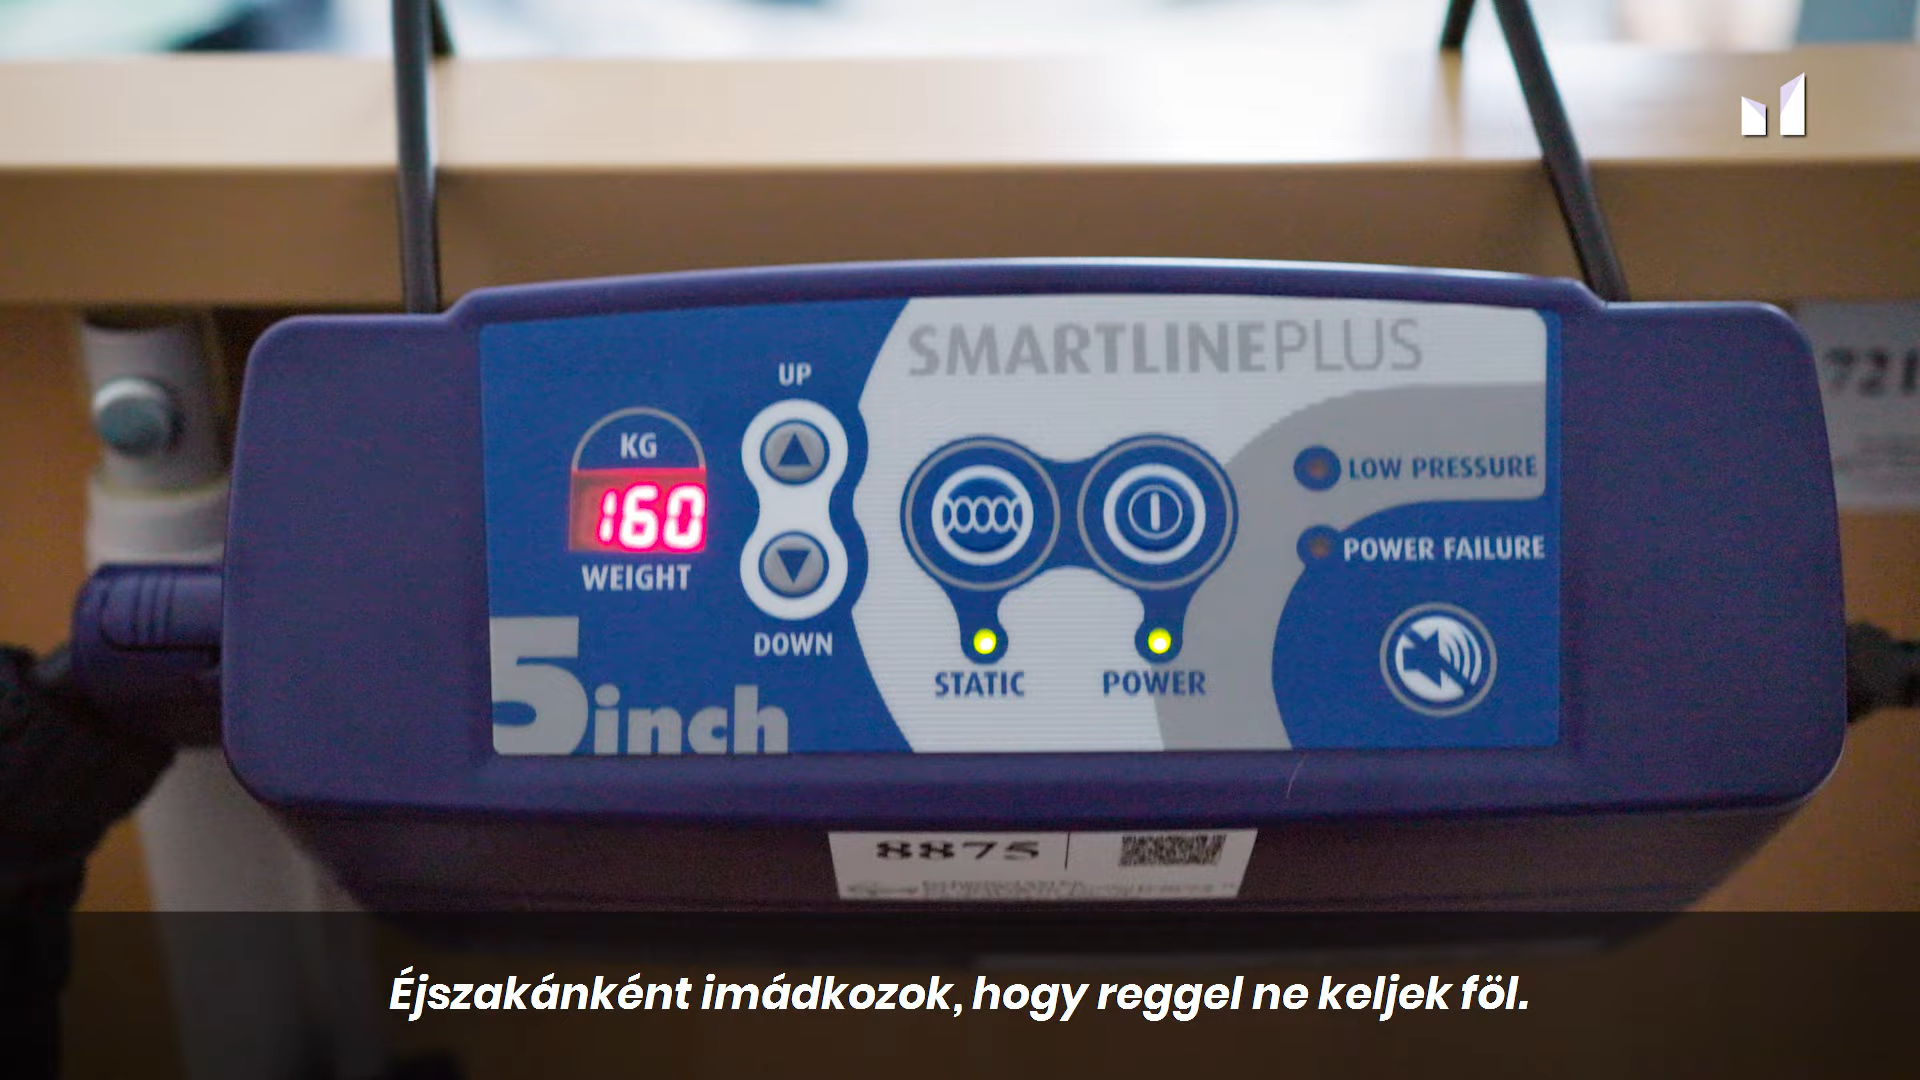 SMARTLINEPLUS
UP
KG
160
WEIGHT
DOWN
LOW PRESSURE
POWER FAILURE
STATIC
POWER
5inch
8875
721
Éjszakánként imádkozok, hogy reggel ne keljek föl.